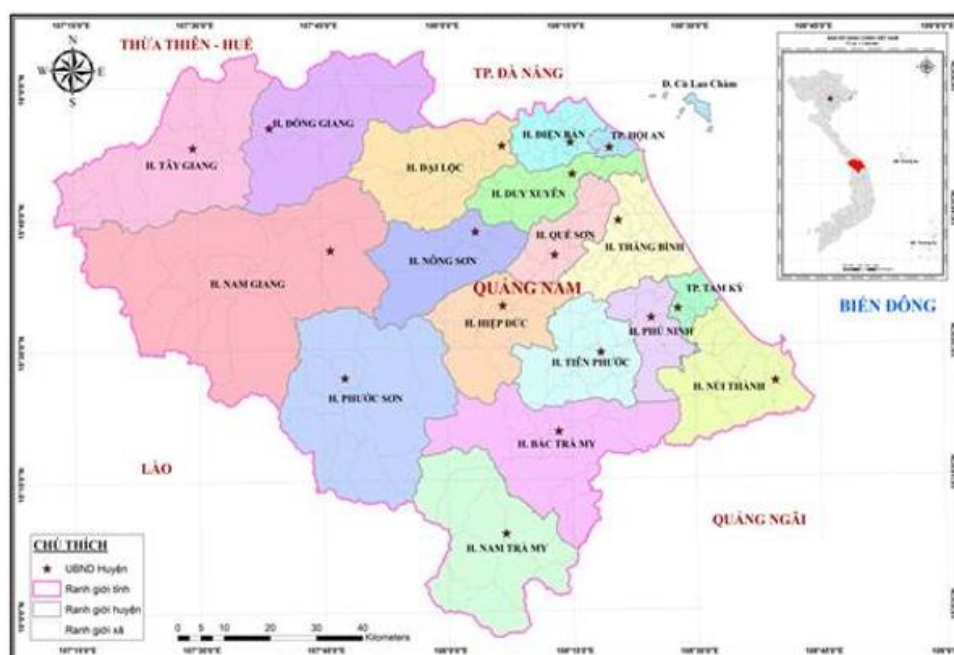 THỪA THIÊN - HUẾ
TP. ĐÀ NẴNG
Đ. Cù Lao Chàm
N
W
E
S
H. ĐÔNG GIANG
H. ĐIỆN BÀN
TP. HỘI AN
H. TÂY GIANG
H. ĐẠI LỘC
H. DUY XUYÊN
H. QUẾ SƠN
H. THĂNG BÌNH
H. NÔNG SƠN
H. NAM GIANG
QUẢNG NAM
TP. TAM KỲ
BIỂN ĐÔNG
H. HIỆP ĐỨC
H. PHÚ NINH
H. TIÊN PHƯỚC
H. NÚI THÀNH
H. PHƯỚC SƠN
H. BẮC TRÀ MY
LÀO
QUẢNG NGÃI
H. NAM TRÀ MY
CHÚ THÍCH
UBND Huyện
Ranh giới tỉnh
Ranh giới huyện
Ranh giới xã
0 5 10 20 30 40
Kilometers